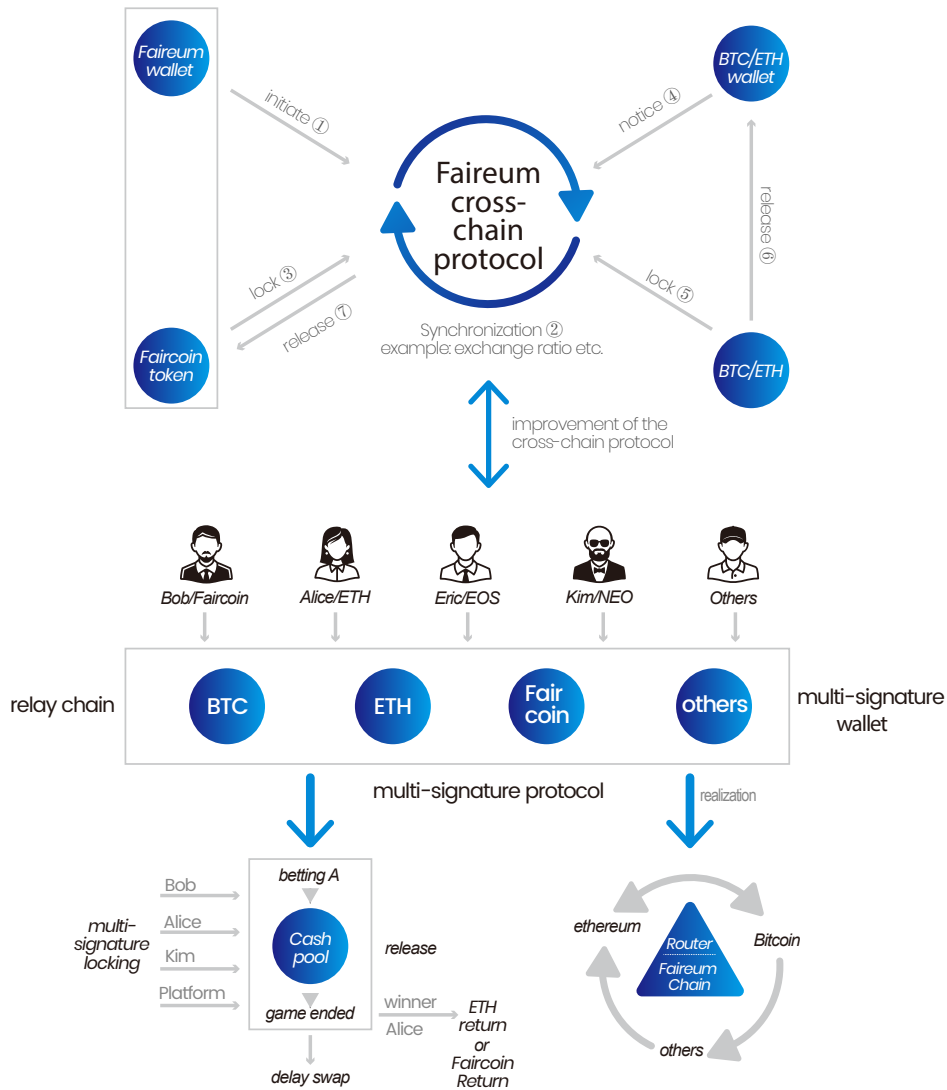 Faireum
wallet
BTC/ETH
wallet
initiate ①
notice ④
Faireum
cross-
chain
protocol
release ⑥
lock ③
release ⑦
lock ⑤
Synchronization ②
example: exchange ratio etc.
Faircoin
token
BTC/ETH
improvement of the
cross-chain protocol
Bob/Faircoin
Alice/ETH
Eric/EOS
Kim/NEO
Others
relay chain
BTC
ETH
Fair
coin
others
multi-signature
wallet
multi-signature protocol
realization
betting A
Bob
Alice
Kim
Platform
multi-
signature
locking
Cash
pool
release
game ended
winner
Alice
ETH
return
or
Faircoin
Return
delay swap
ethereum
Bitcoin
Router
Faireum
Chain
others